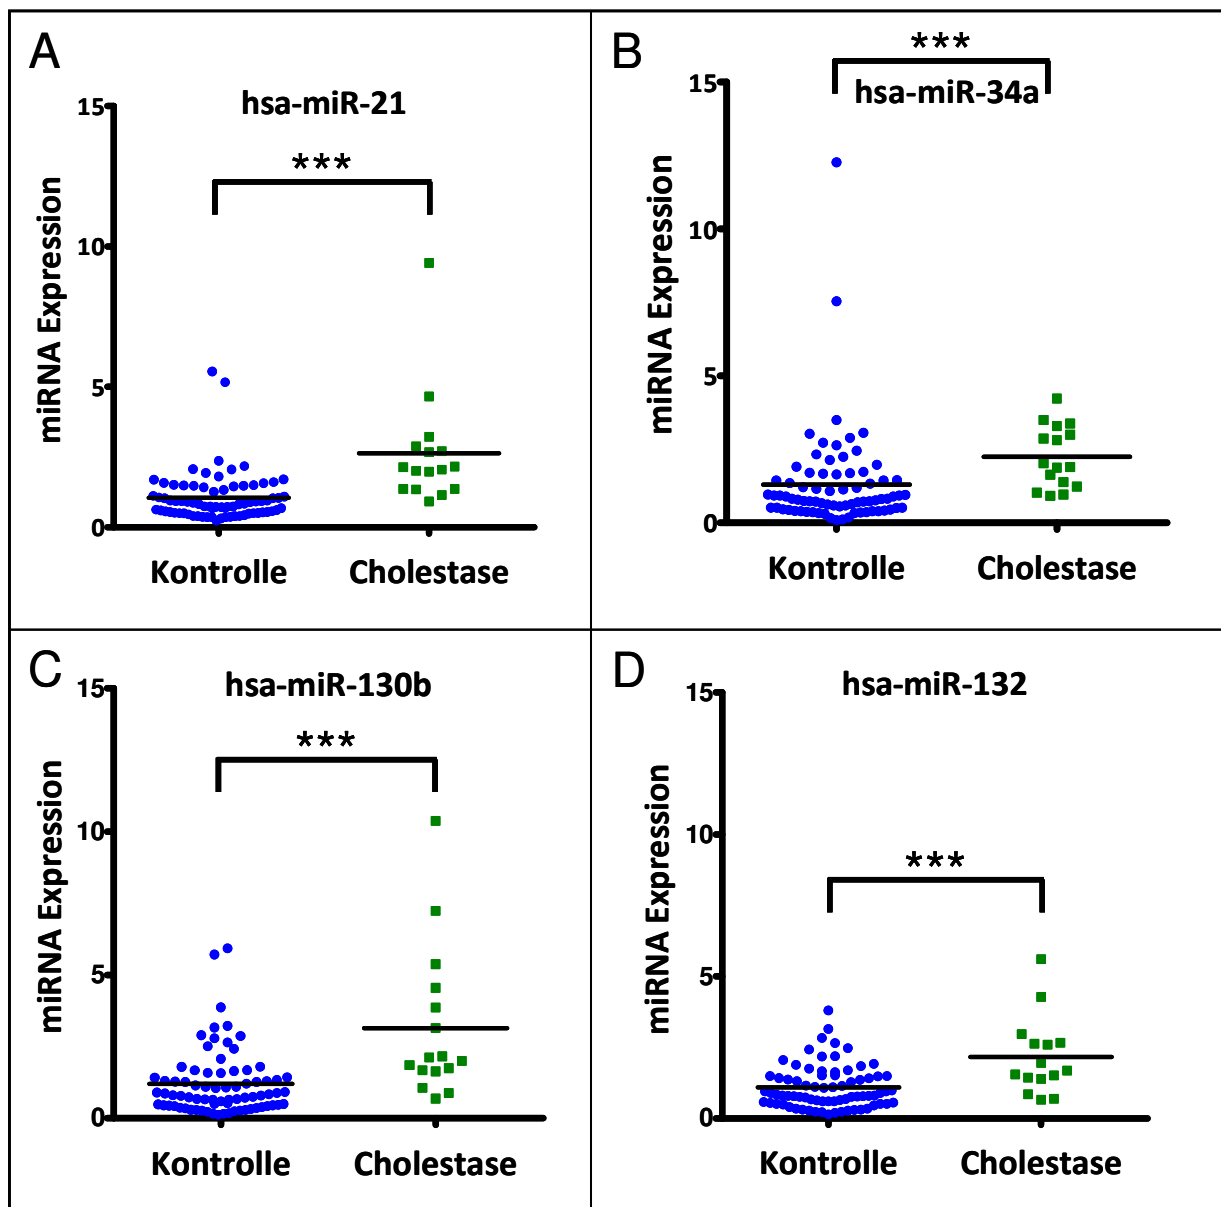 A
hsa-miR-21
***
miRNA Expression
15
10
5
0
Kontrolle
Cholestase
B
***
hsa-miR-34a
miRNA Expression
15
10
5
0
Kontrolle
Cholestase
C
hsa-miR-130b
***
miRNA Expression
15
10
5
0
Kontrolle
Cholestase
D
hsa-miR-132
***
miRNA Expression
15
10
5
0
Kontrolle
Cholestase